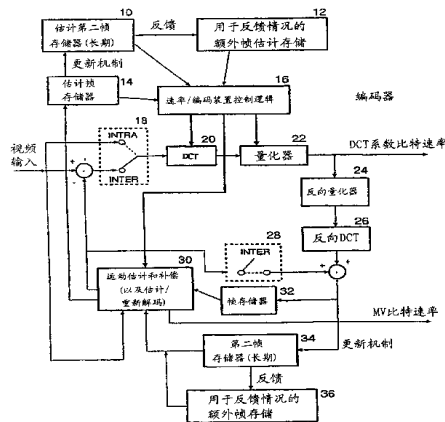 10
估计第二帧
存储器(长期)
反馈
12
用于反馈情况的
额外帧估计存储
更新机制
估计帧
存储器
14
16
速率/编码装置控制逻辑
编码器
视频
输入
18
INTRA
INTER
20
DCT
22
量化器
DCT系数比特速率
24
反向量化器
26
反向DCT
28
INTER
30
运动估计和补偿
(以及估计/
重新解码)
32
帧存储器
MV比特速率
34
第二帧
存储器(长期)
更新机制
反馈
用于反馈情况的
额外帧存储
36